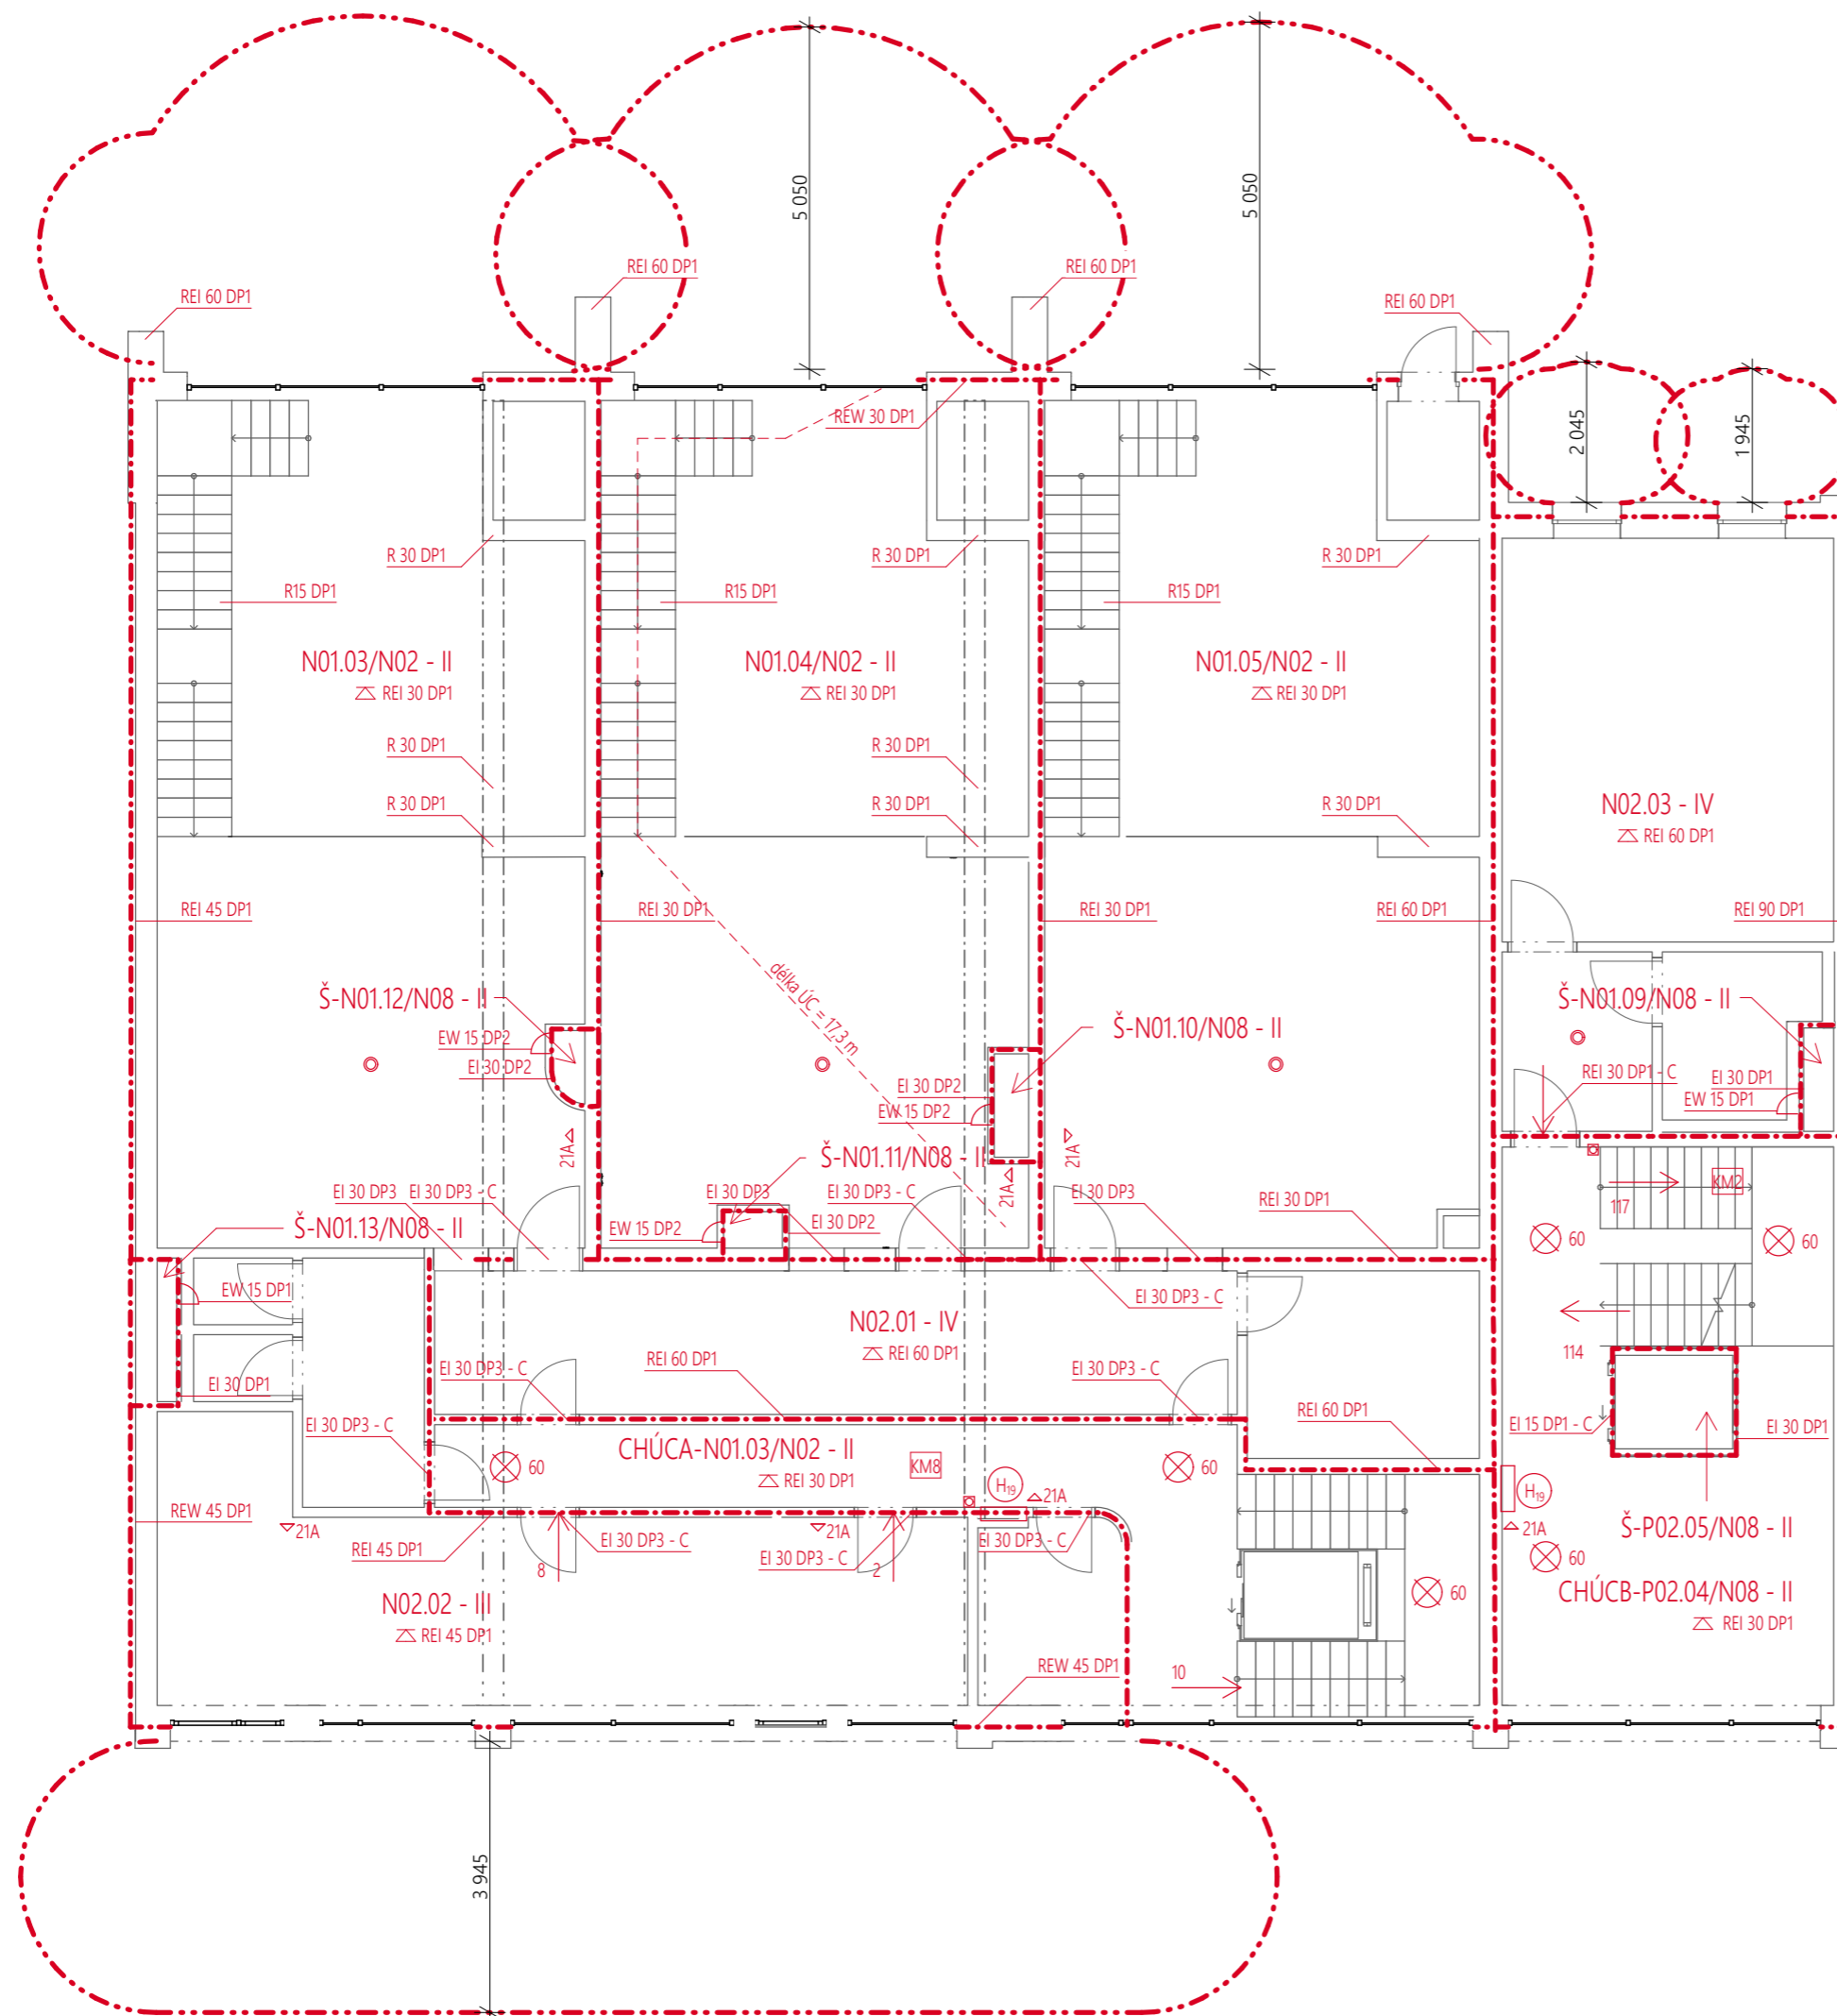 5 050
5 050
REI 60 DP1
REI 60 DP1
REI 60 DP1
REI 60 DP1
2 045
1 945
REW 30 DP1
R 30 DP1
R 30 DP1
R 30 DP1
R15 DP1
R15 DP1
R15 DP1
N01.03/N02 - II
REI 30 DP1
N01.04/N02 - II
REI 30 DP1
N01.05/N02 - II
REI 30 DP1
R 30 DP1
R 30 DP1
R 30 DP1
R 30 DP1
R 30 DP1
N02.03 - IV
REI 60 DP1
REI 45 DP1
REI 30 DP1
REI 30 DP1
REI 60 DP1
REI 90 DP1
délka ÚC = 17,3 m
Š-N01.12/N08 - II
EW 15 DP2
EI 30 DP2
Š-N01.10/N08 - II
EI 30 DP2
EW 15 DP2
Š-N01.09/N08 - II
REI 30 DP1 - C
EI 30 DP1
EW 15 DP1
21A
21A
21A
Š-N01.11/N08 - II
EI 30 DP3
EI 30 DP3 - C
EI 30 DP3
EI 30 DP3 - C
EI 30 DP3
REI 30 DP1
EW 15 DP2
EI 30 DP2
Š-N01.13/N08 - II
EW 15 DP1
EI 30 DP1
KM2
117
60
60
114
EI 30 DP3 - C
N02.01 - IV
REI 60 DP1
REI 60 DP1
EI 30 DP3 - C
EI 30 DP3 - C
REI 60 DP1
EI 30 DP3 - C
EI 15 DP1 - C
EI 30 DP1
CHÚCA-N01.03/N02 - II
REI 30 DP1
KM8
60
60
H19
21A
H19
21A
REW 45 DP1
21A
21A
REI 45 DP1
EI 30 DP3 - C
EI 30 DP3 - C
EI 30 DP3 - C
8
2
60
60
Š-P02.05/N08 - II
CHÚCB-P02.04/N08 - II
REI 30 DP1
N02.02 - III
REI 45 DP1
REW 45 DP1
10
3 945